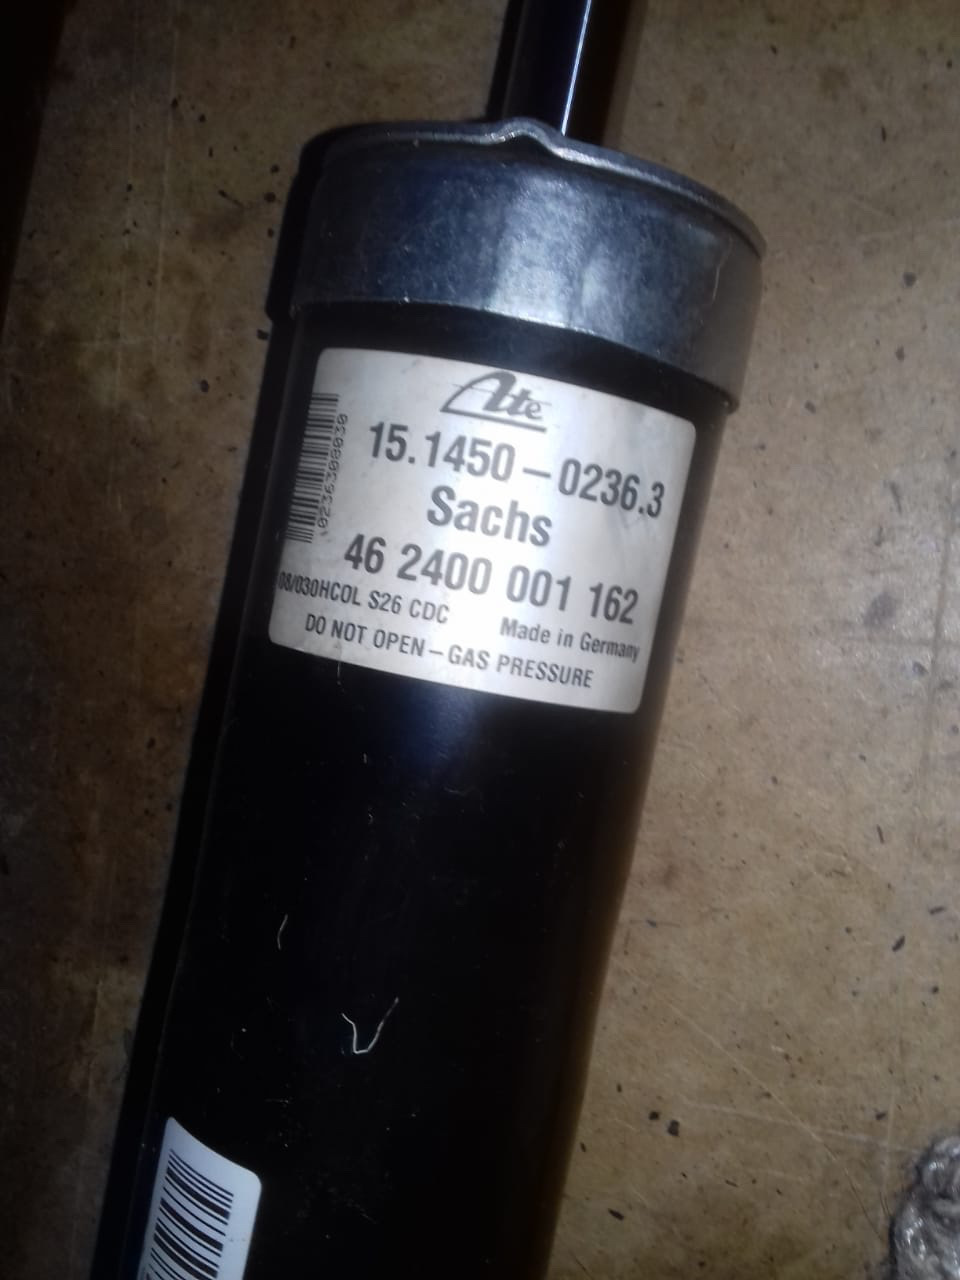 Ate
15.1450-0236.3
Sachs
46 2400 001 162
08/030HCOL S26 CDC
Made in Germany
DO NOT OPEN – GAS PRESSURE
0236308030